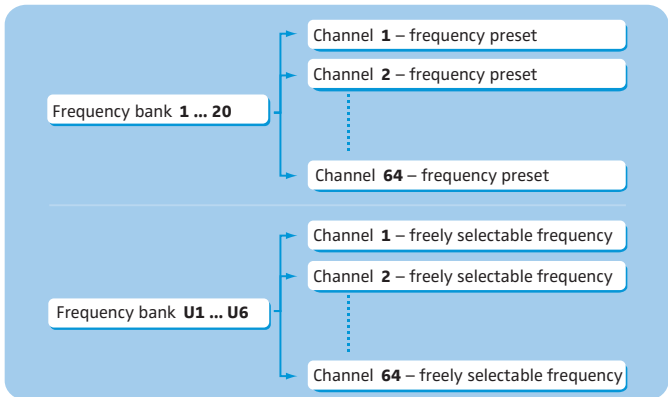 Channel 1 – frequency preset
Channel 2 – frequency preset
Frequency bank 1 ... 20
Channel 64 – frequency preset
Channel 1 – freely selectable frequency
Channel 2 – freely selectable frequency
Frequency bank U1 ... U6
Channel 64 – freely selectable frequency